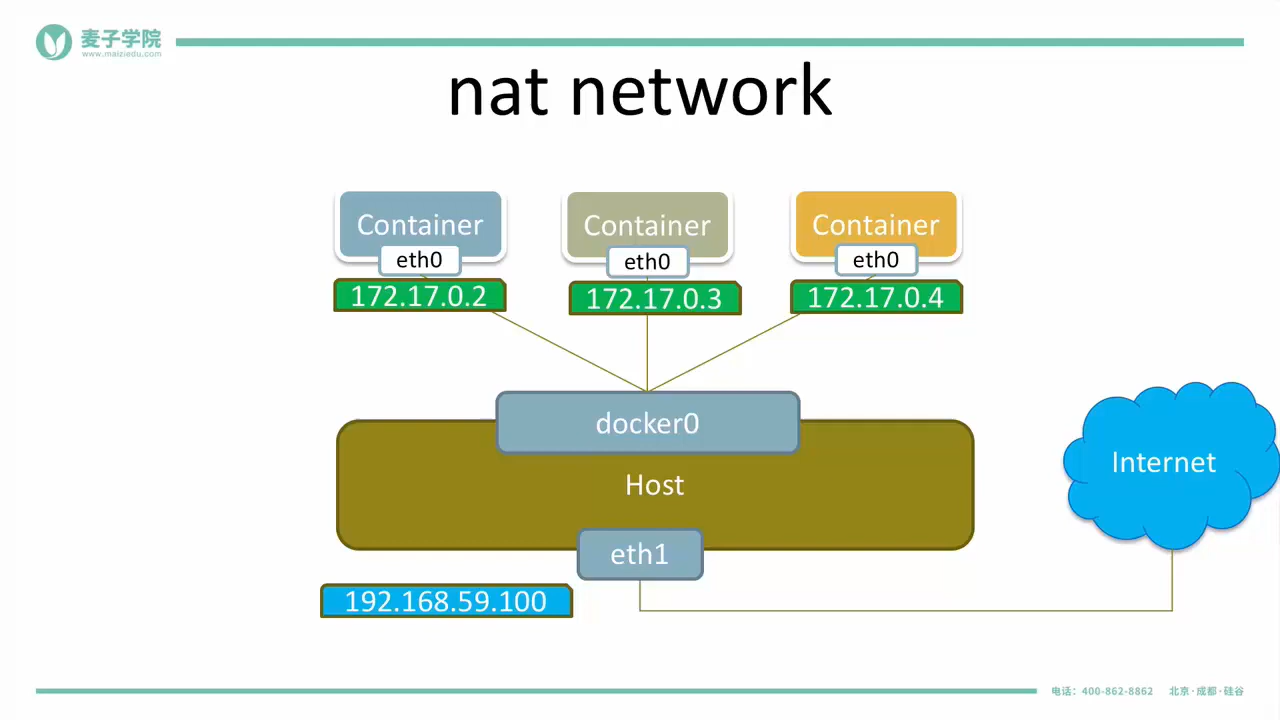 麦子学院
www.maiziedu.com
nat network
Container
Container
Container
eth0
eth0
eth0
172.17.0.2
172.17.0.3
172.17.0.4
docker0
Host
Internet
eth1
192.168.59.100
电话：400-862-8862 北京·成都·硅谷